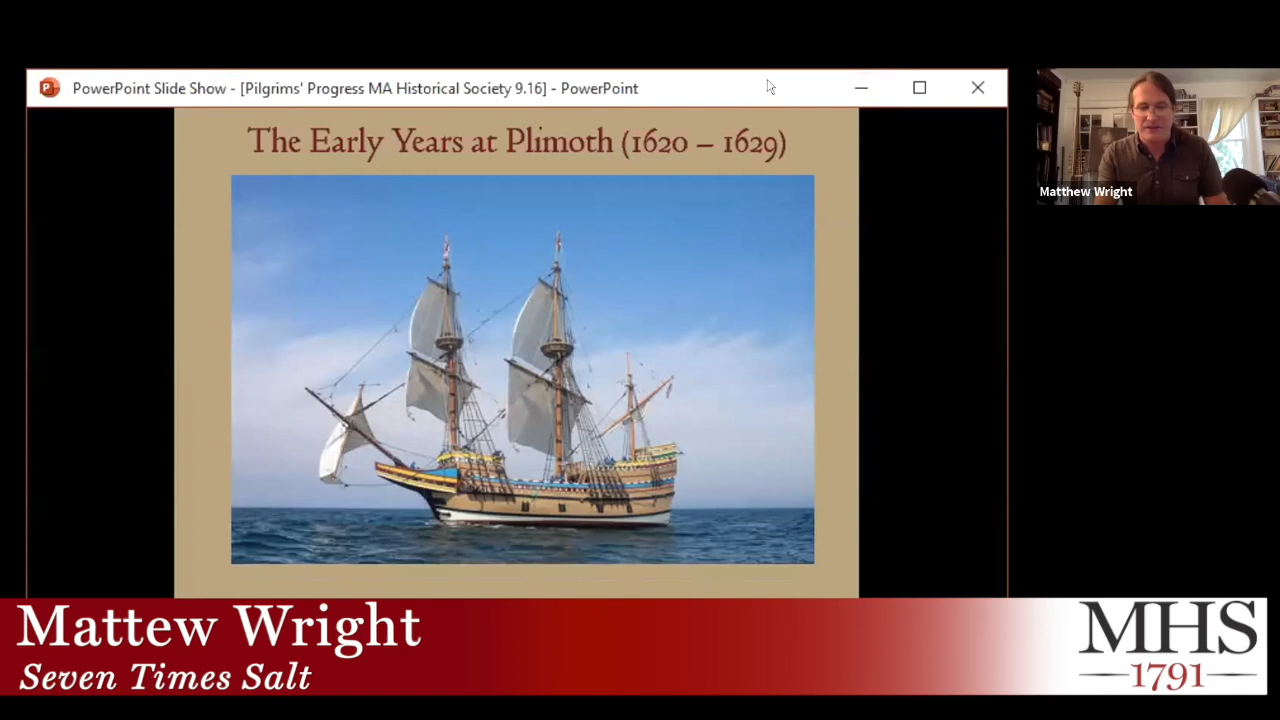 PowerPoint Slide Show - [Pilgrims' Progress MA Historical Society 9.16] - PowerPoint
The Early Years at Plimoth (1620 – 1629)
Matthew Wright
Mattew Wright
Seven Times Salt
MHS
1791